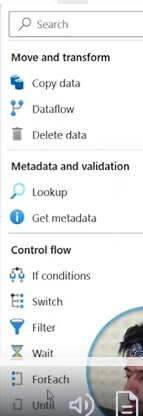 Search
Move and transform
Copy data
Dataflow
Delete data
Metadata and validation
Lookup
Get metadata
Control flow
If conditions
Switch
Filter
Wait
ForEach
Until